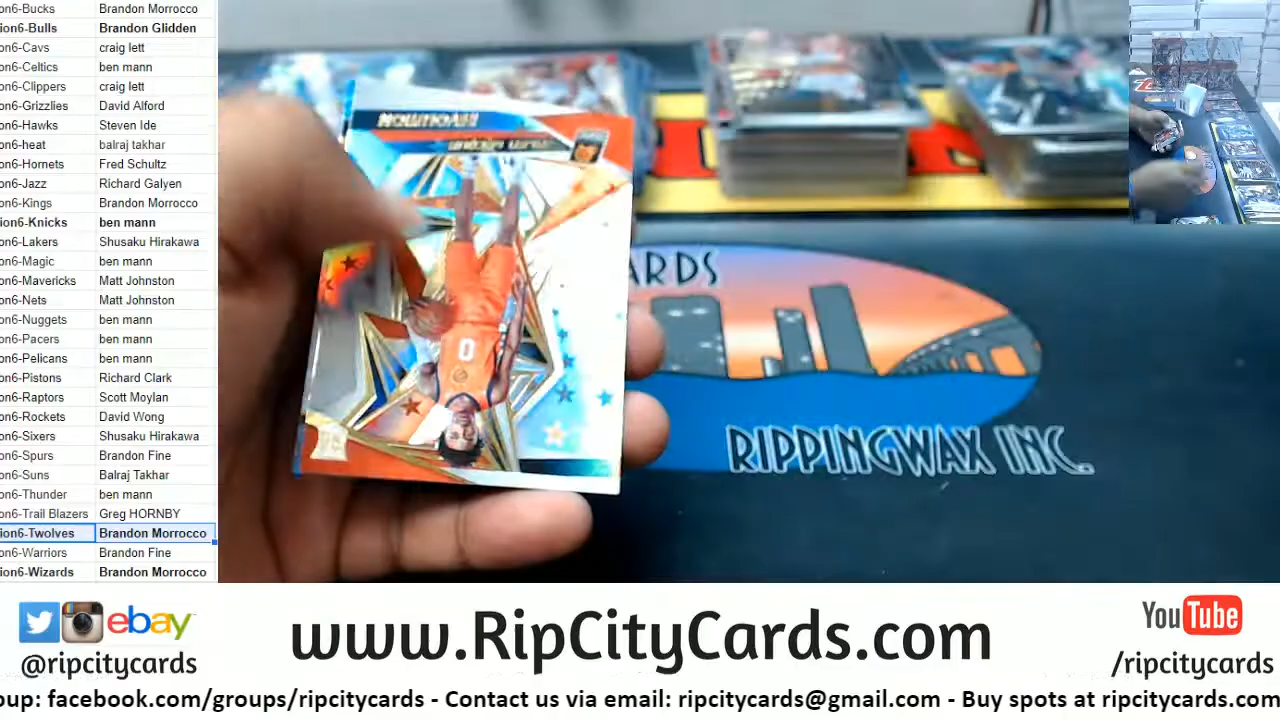 on6-Bucks Brandon Morrocco
ion6-Bulls Brandon Glidden
on6-Cavs craig lett
on6-Celtics ben mann
on6-Clippers craig lett
on6-Grizzlies David Alford
on6-Hawks Steven Ide
on6-heat balraj takhar
on6-Hornets Fred Schultz
on6-Jazz Richard Galyen
on6-Kings Brandon Morrocco
ion6-Knicks ben mann
on6-Lakers Shusaku Hirakawa
on6-Magic ben mann
on6-Mavericks Matt Johnston
on6-Nets Matt Johnston
on6-Nuggets ben mann
on6-Pacers ben mann
on6-Pelicans ben mann
on6-Pistons Richard Clark
on6-Raptors Scott Moylan
on6-Rockets David Wong
on6-Sixers Shusaku Hirakawa
on6-Spurs Brandon Fine
on6-Suns Balraj Takhar
on6-Thunder ben mann
on6-Trail Blazers Greg HORNBY
ion6-Twolves Brandon Morrocco
on6-Warriors Brandon Fine
ion6-Wizards Brandon Morrocco
0
ARDS
RIPPINGWAX INC.
ebay
@ripcitycards
www.RipCityCards.com
YouTube
/ripcitycards
oup: facebook.com/groups/ripcitycards - Contact us via email: ripcitycards@gmail.com - Buy spots at ripcitycards.com